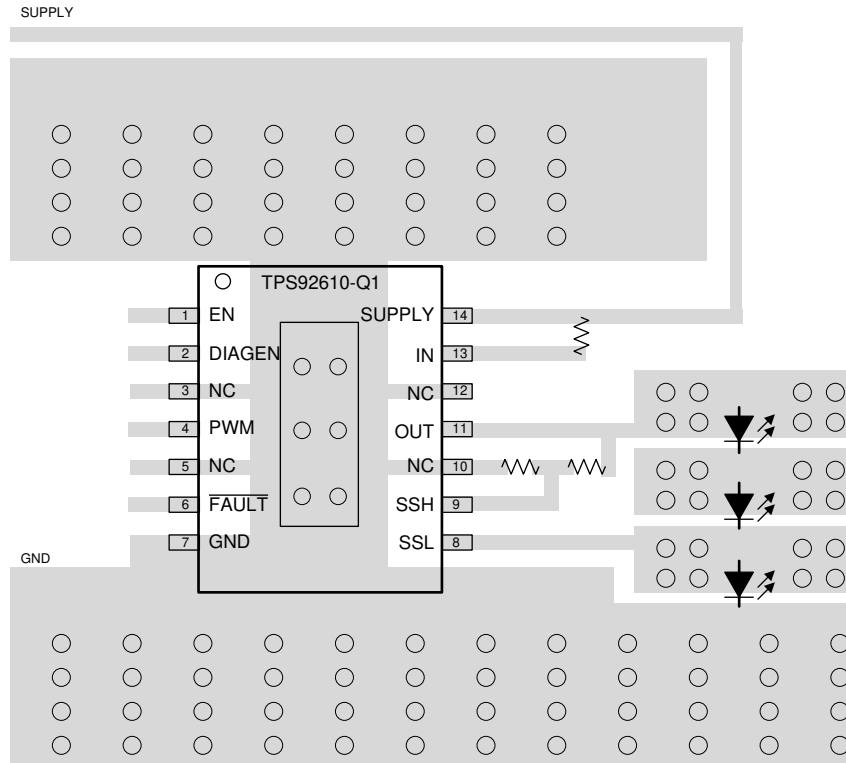 SUPPLY
TPS92610-Q1
1 EN
SUPPLY 14
2 DIAGEN
IN 13
3 NC
NC 12
4 PWM
OUT 11
5 NC
NC 10
6 FAULT
SSH 9
7 GND
SSL 8
GND